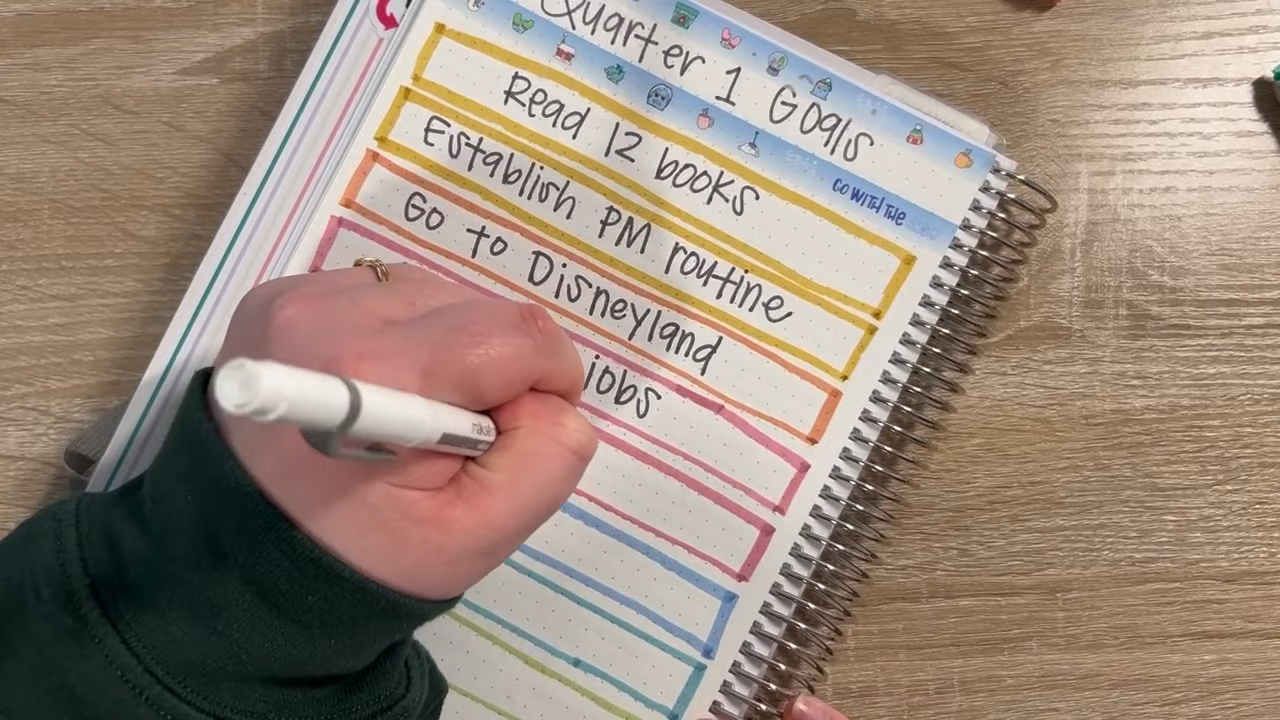 Quarter 1 Goals
GO WITH THE
Read 12 books
Establish PM routine
Go to Disneyland
jobs